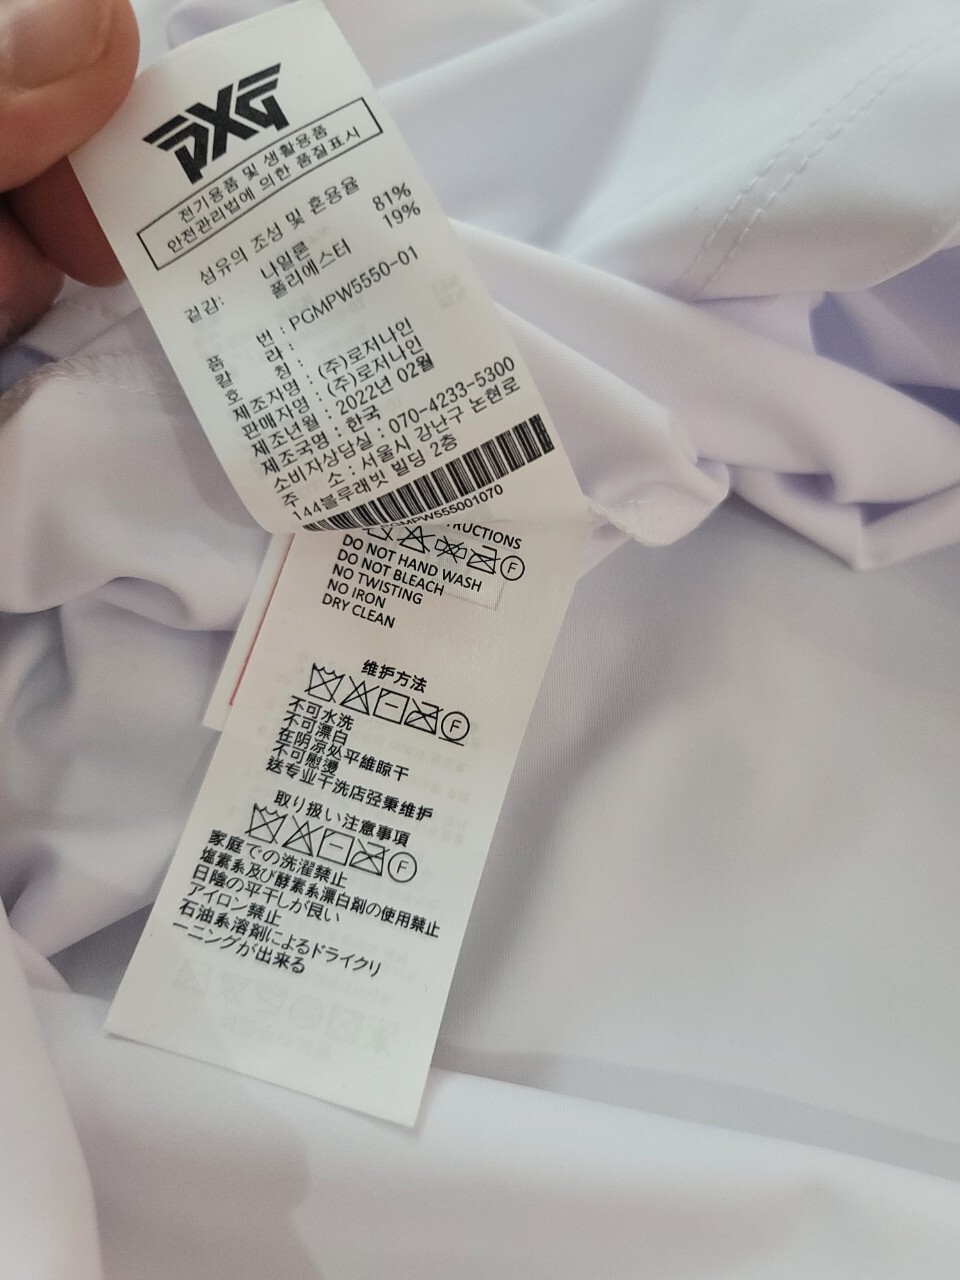 PXG
전기용품 및 생활용품
안전관리법에 의한 품질표시
섬유의 조성 및 혼용율
겉감: 나일론 81%
폴리에스터 19%
품 번 : PGMPW5550-01
칼 라 :
호 칭 :
제조자명 : (주)로저나인
판매자명 : (주)로저나인
제조년월 : 2022년 02월
제조국명 : 한국
소비자상담실 : 070-4233-5300
주 소 : 서울시 강난구 논현로
144블루래빗 빌딩 2층
GMPW555001070
RUCTIONS
F
DO NOT HAND WASH
DO NOT BLEACH
NO TWISTING
NO IRON
DRY CLEAN
维护方法
F
不可水洗
不可漂白
在阴凉处平維晾干
不可慰烫
送专业干洗店径秉维护
取り扱い注意事項
F
家庭での洗濯禁止
塩素系及び酵素系漂白剤の使用禁止
日陰の平干しが良い
アイロン禁止
石油系溶剤によるドライクリ
ーニングが出来る